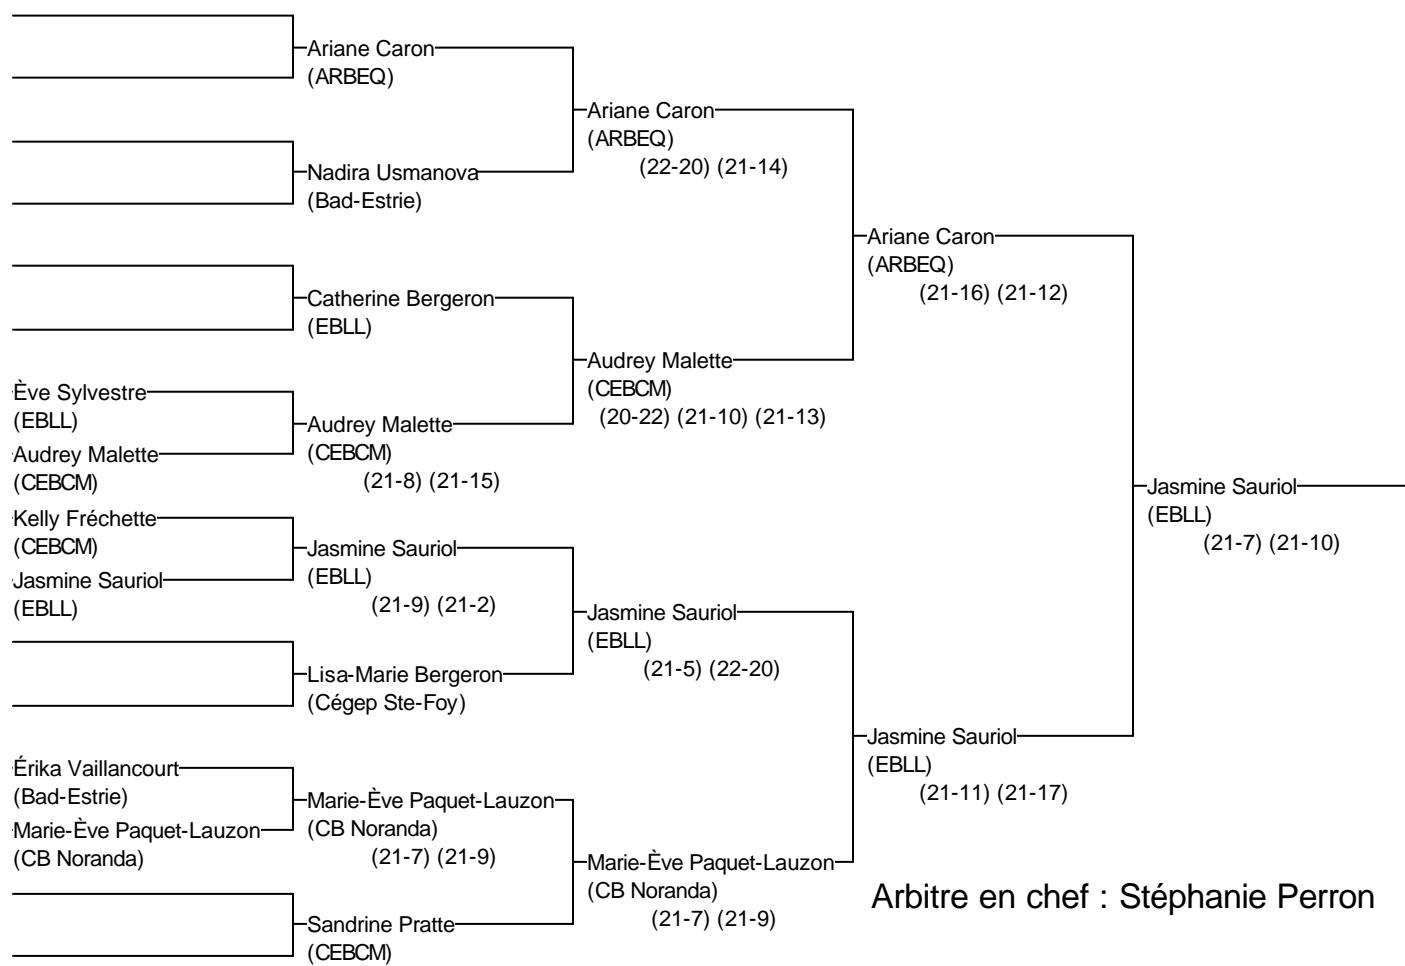 Ariane Caron
(ARBEQ)
Nadira Usmanova
(Bad-Estrie)
Catherine Bergeron
(EBLL)
Ève Sylvestre
(EBLL)
Audrey Malette
(CEBCM)
Audrey Malette
(CEBCM)
(21-8) (21-15)
Kelly Fréchette
(CEBCM)
Jasmine Sauriol
(EBLL)
Jasmine Sauriol
(EBLL)
(21-9) (21-2)
Lisa-Marie Bergeron
(Cégep Ste-Foy)
Érika Vaillancourt
(Bad-Estrie)
Marie-Ève Paquet-Lauzon
(CB Noranda)
Marie-Ève Paquet-Lauzon
(CB Noranda)
(21-7) (21-9)
Sandrine Pratte
(CEBCM)
Ariane Caron
(ARBEQ)
(22-20) (21-14)
Audrey Malette
(CEBCM)
(20-22) (21-10) (21-13)
Jasmine Sauriol
(EBLL)
(21-5) (22-20)
Marie-Ève Paquet-Lauzon
(CB Noranda)
(21-7) (21-9)
Ariane Caron
(ARBEQ)
(21-16) (21-12)
Jasmine Sauriol
(EBLL)
(21-11) (21-17)
Jasmine Sauriol
(EBLL)
(21-7) (21-10)
Arbitre en chef : Stéphanie Perron